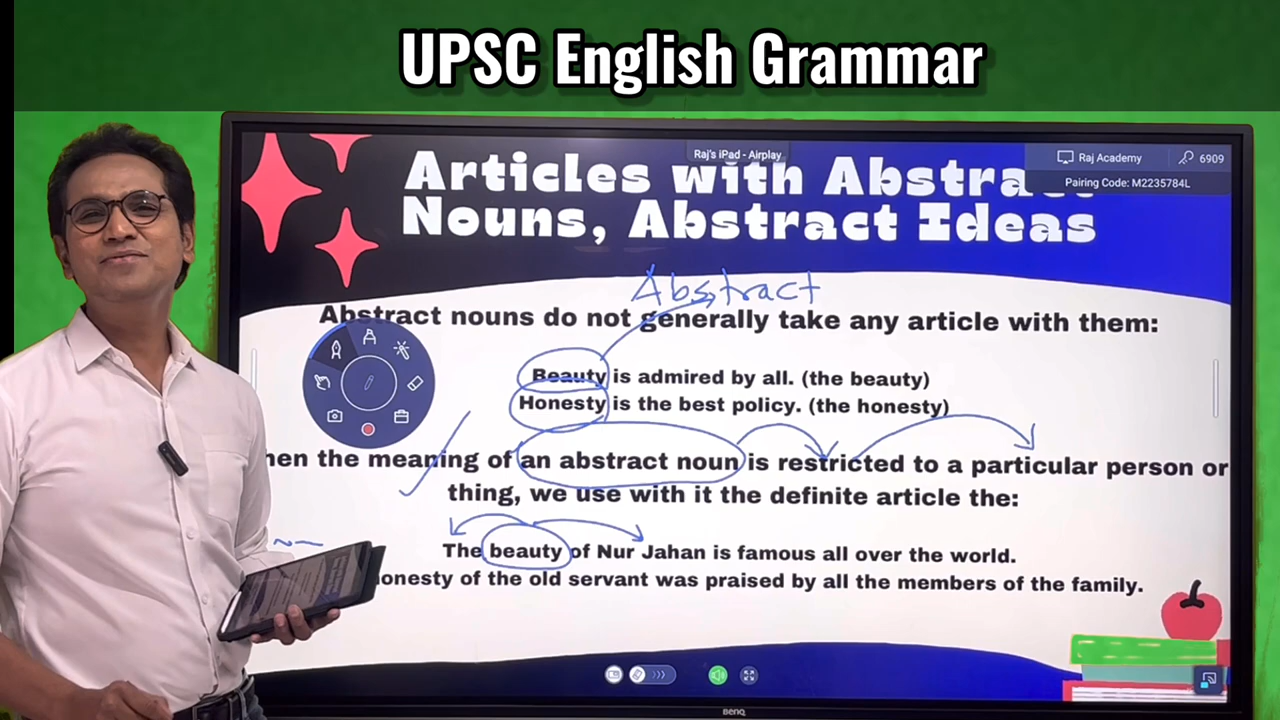 UPSC English Grammar
Raj's iPad - Airplay
Raj Academy 6909
Pairing Code: M2235784L
Articles with Abstract
Nouns, Abstract Ideas
Abstract
Abstract nouns do not generally take any article with them:
Beauty is admired by all. (the beauty)
Honesty is the best policy. (the honesty)
hen the meaning of an abstract noun is restricted to a particular person or
thing, we use with it the definite article the:
The beauty of Nur Jahan is famous all over the world.
onesty of the old servant was praised by all the members of the family.
BenQ